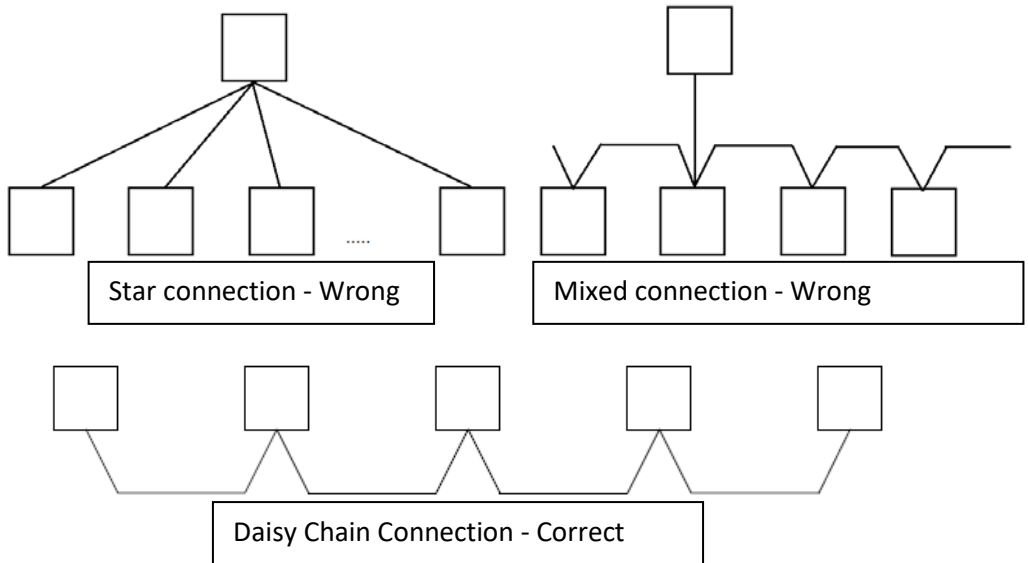 .....
Star connection - Wrong
Mixed connection - Wrong
Daisy Chain Connection - Correct